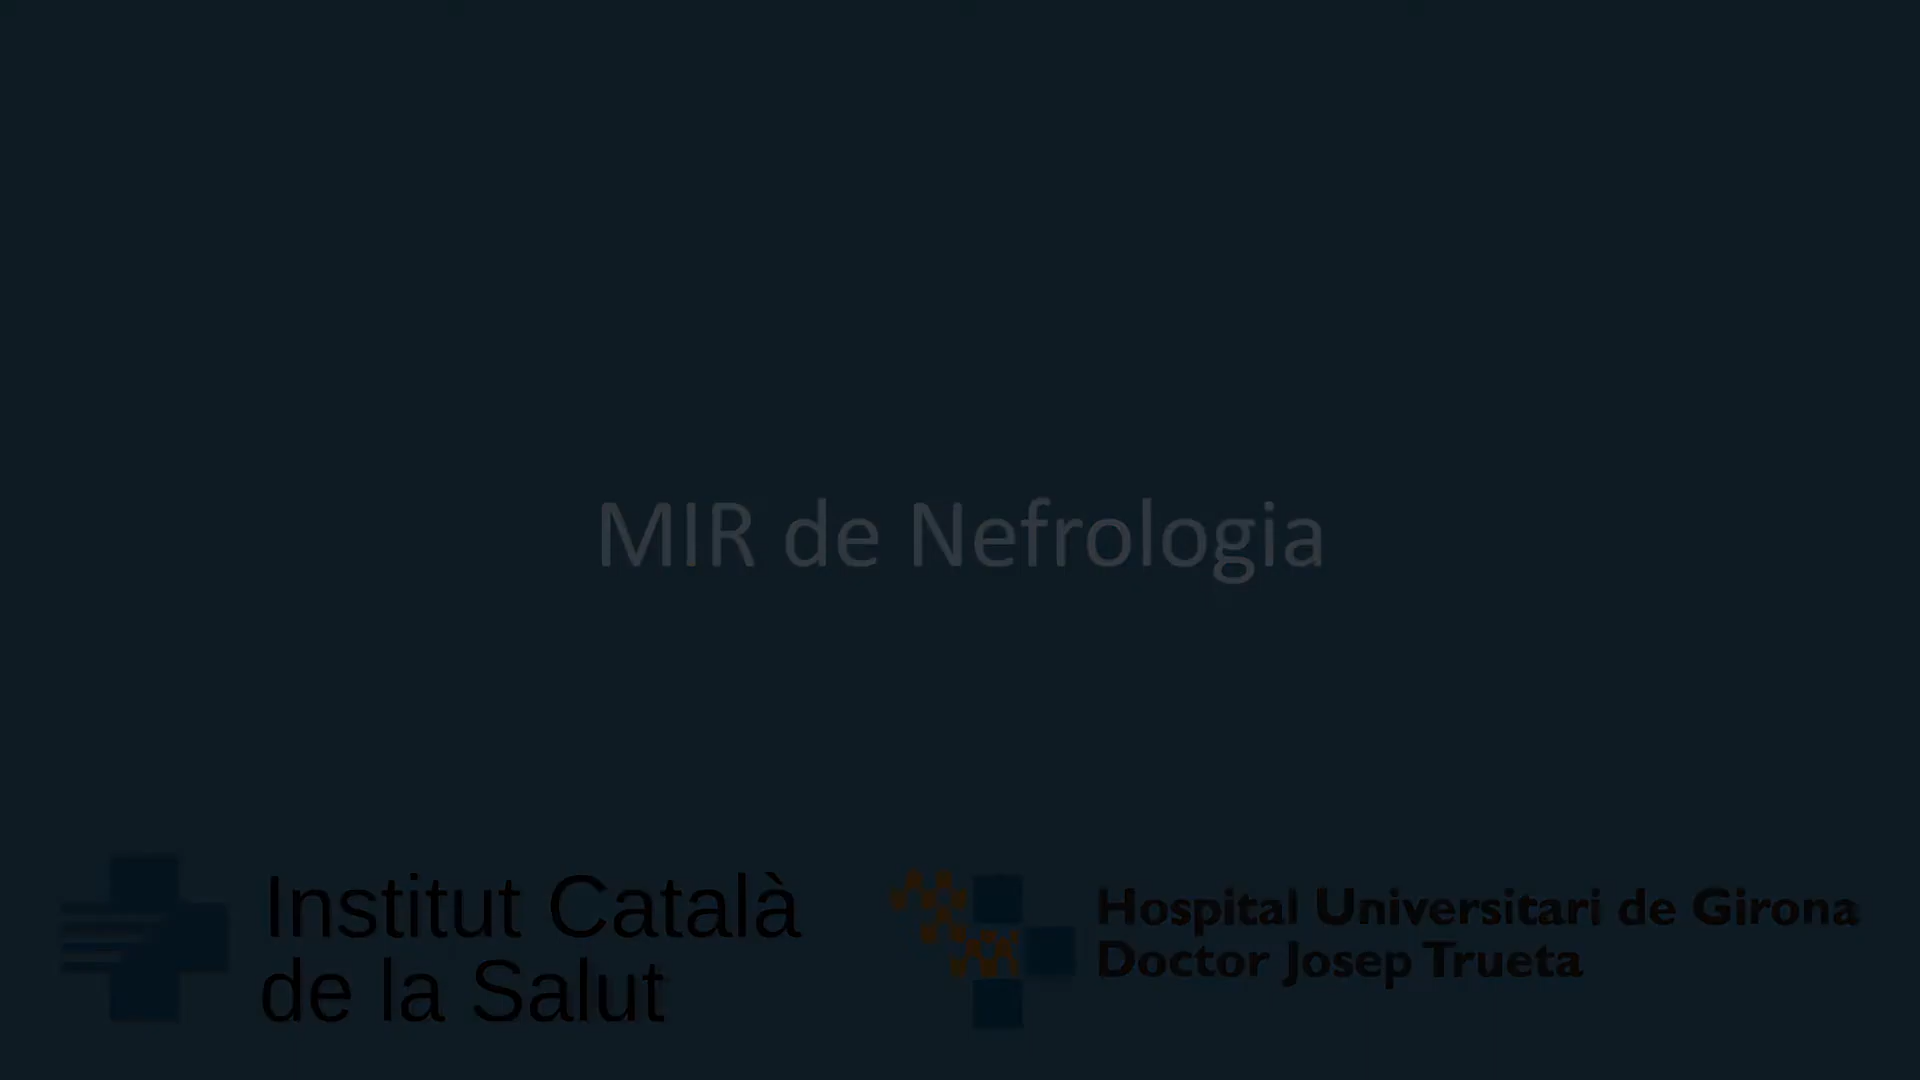 MIR de Nefrologia
Institut Català
de la Salut
Hospital Universitari de Girona
Doctor Josep Trueta